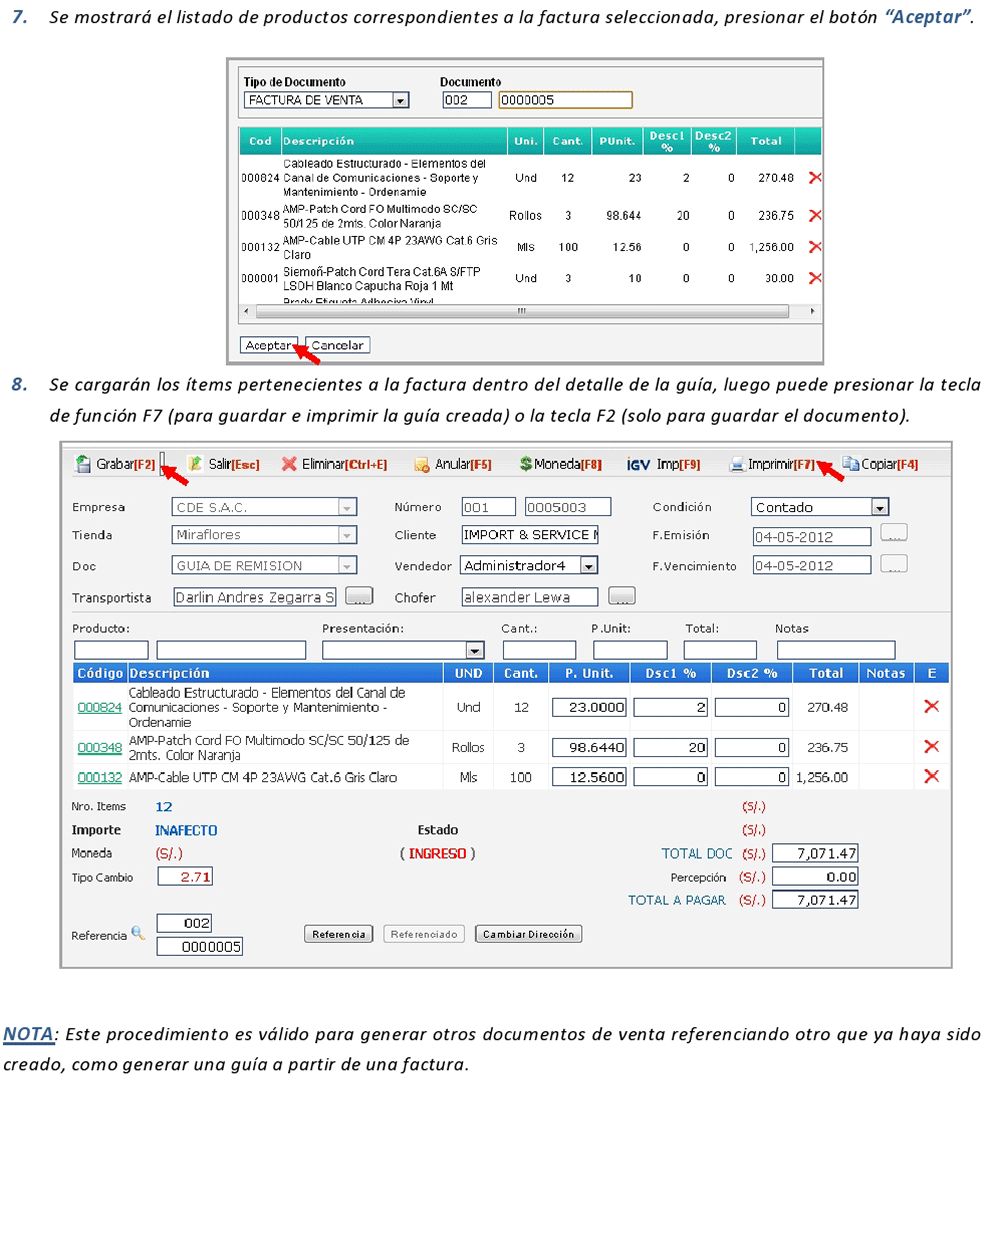 7. Se mostrará el listado de productos correspondientes a la factura seleccionada, presionar el botón “Aceptar”.
Tipo de Documento Documento
FACTURA DE VENTA 002 0000005
Cod Descripción Uni. Cant. PUnit. Desc1 % Desc2 % Total
000824 Cableado Estructurado - Elementos del Canal de Comunicaciones - Soporte y Mantenimiento - Ordenamie Und 12 23 2 0 270.48
000348 AMP-Patch Cord FO Multimodo SC/SC 50/125 de 2mts. Color Naranja Rollos 3 98.644 20 0 236.75
000132 AMP-Cable UTP CM 4P 23AWG Cat.6 Gris Claro Mls 100 12.56 0 0 1,256.00
000001 Siemoñ-Patch Cord Tera Cat.6A S/FTP LSOH Blanco Capucha Roja 1 Mt Und 3 10 0 0 30.00
Brady Etiqueta Adhesiva Vinyl
Aceptar Cancelar
8. Se cargarán los ítems pertenecientes a la factura dentro del detalle de la guía, luego puede presionar la tecla
de función F7 (para guardar e imprimir la guía creada) o la tecla F2 (solo para guardar el documento).
Grabar[F2] Salir[Esc] Eliminar[Ctrl+E] Anular[F5] $Moneda[F8] IGV Imp[F9] Imprimir[F7] Copiar[F4]
Empresa CDE S.A.C. Número 001 0005003 Condición Contado
Tienda Miraflores Cliente IMPORT & SERVICE F.Emisión 04-05-2012 ...
Doc GUIA DE REMISION Vendedor Administrador4 F.Vencimiento 04-05-2012 ...
Transportista Darlin Andres Zegarra S ... Chofer alexander Lewa ...
Producto: Presentación: Cant.: P.Unit: Total: Notas
Código Descripción UND Cant. P. Unit. Dsc1 % Dsc2 % Total Notas E
000824 Cableado Estructurado - Elementos del Canal de Comunicaciones - Soporte y Mantenimiento - Ordenamie Und 12 23.0000 2 0 270.48
000348 AMP-Patch Cord FO Multimodo SC/SC 50/125 de 2mts. Color Naranja Rollos 3 98.6440 20 0 236.75
000132 AMP-Cable UTP CM 4P 23AWG Cat.6 Gris Claro Mls 100 12.5600 0 0 1,256.00
Nro. Items 12 (S/.)
Importe INAFECTO Estado (S/.)
Moneda (S/.) ( INGRESO ) TOTAL DOC (S/.) 7,071.47
Tipo Cambio 2.71 Percepción (S/.) 0.00
TOTAL A PAGAR (S/.) 7,071.47
Referencia 002 0000005 Referencia Referenciado Cambiar Dirección
NOTA: Este procedimiento es válido para generar otros documentos de venta referenciando otro que ya haya sido
creado, como generar una guía a partir de una factura.